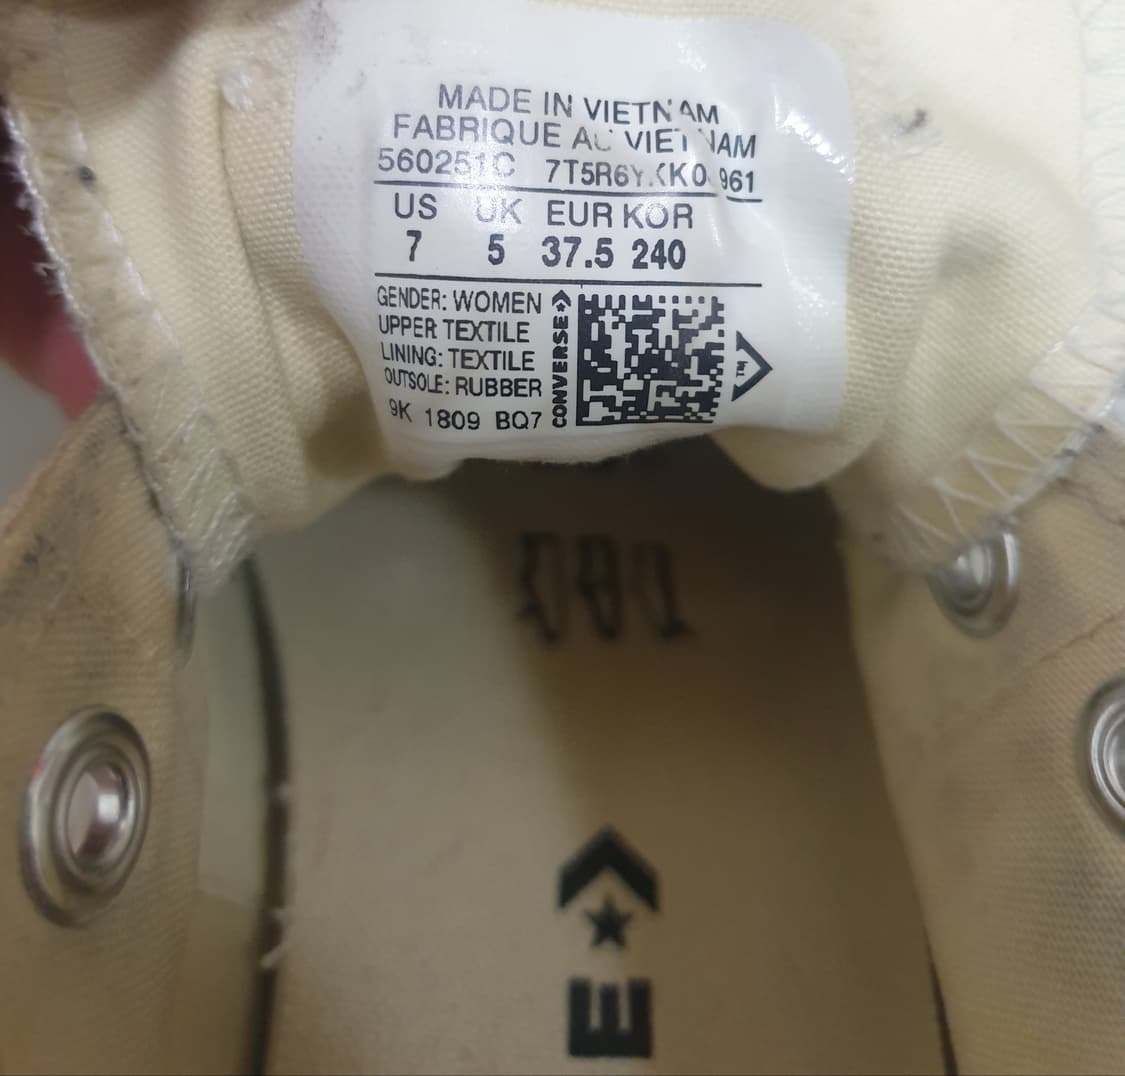 MADE IN VIETNAM
FABRIQUE AU VIETNAM
560251C
US UK EUR KOR
7 5 37.5 240
GENDER: WOMEN
UPPER TEXTILE
LINING: TEXTILE
OUTSOLE: RUBBER
9K 1809 BQ7
CONVERSE
TM
E